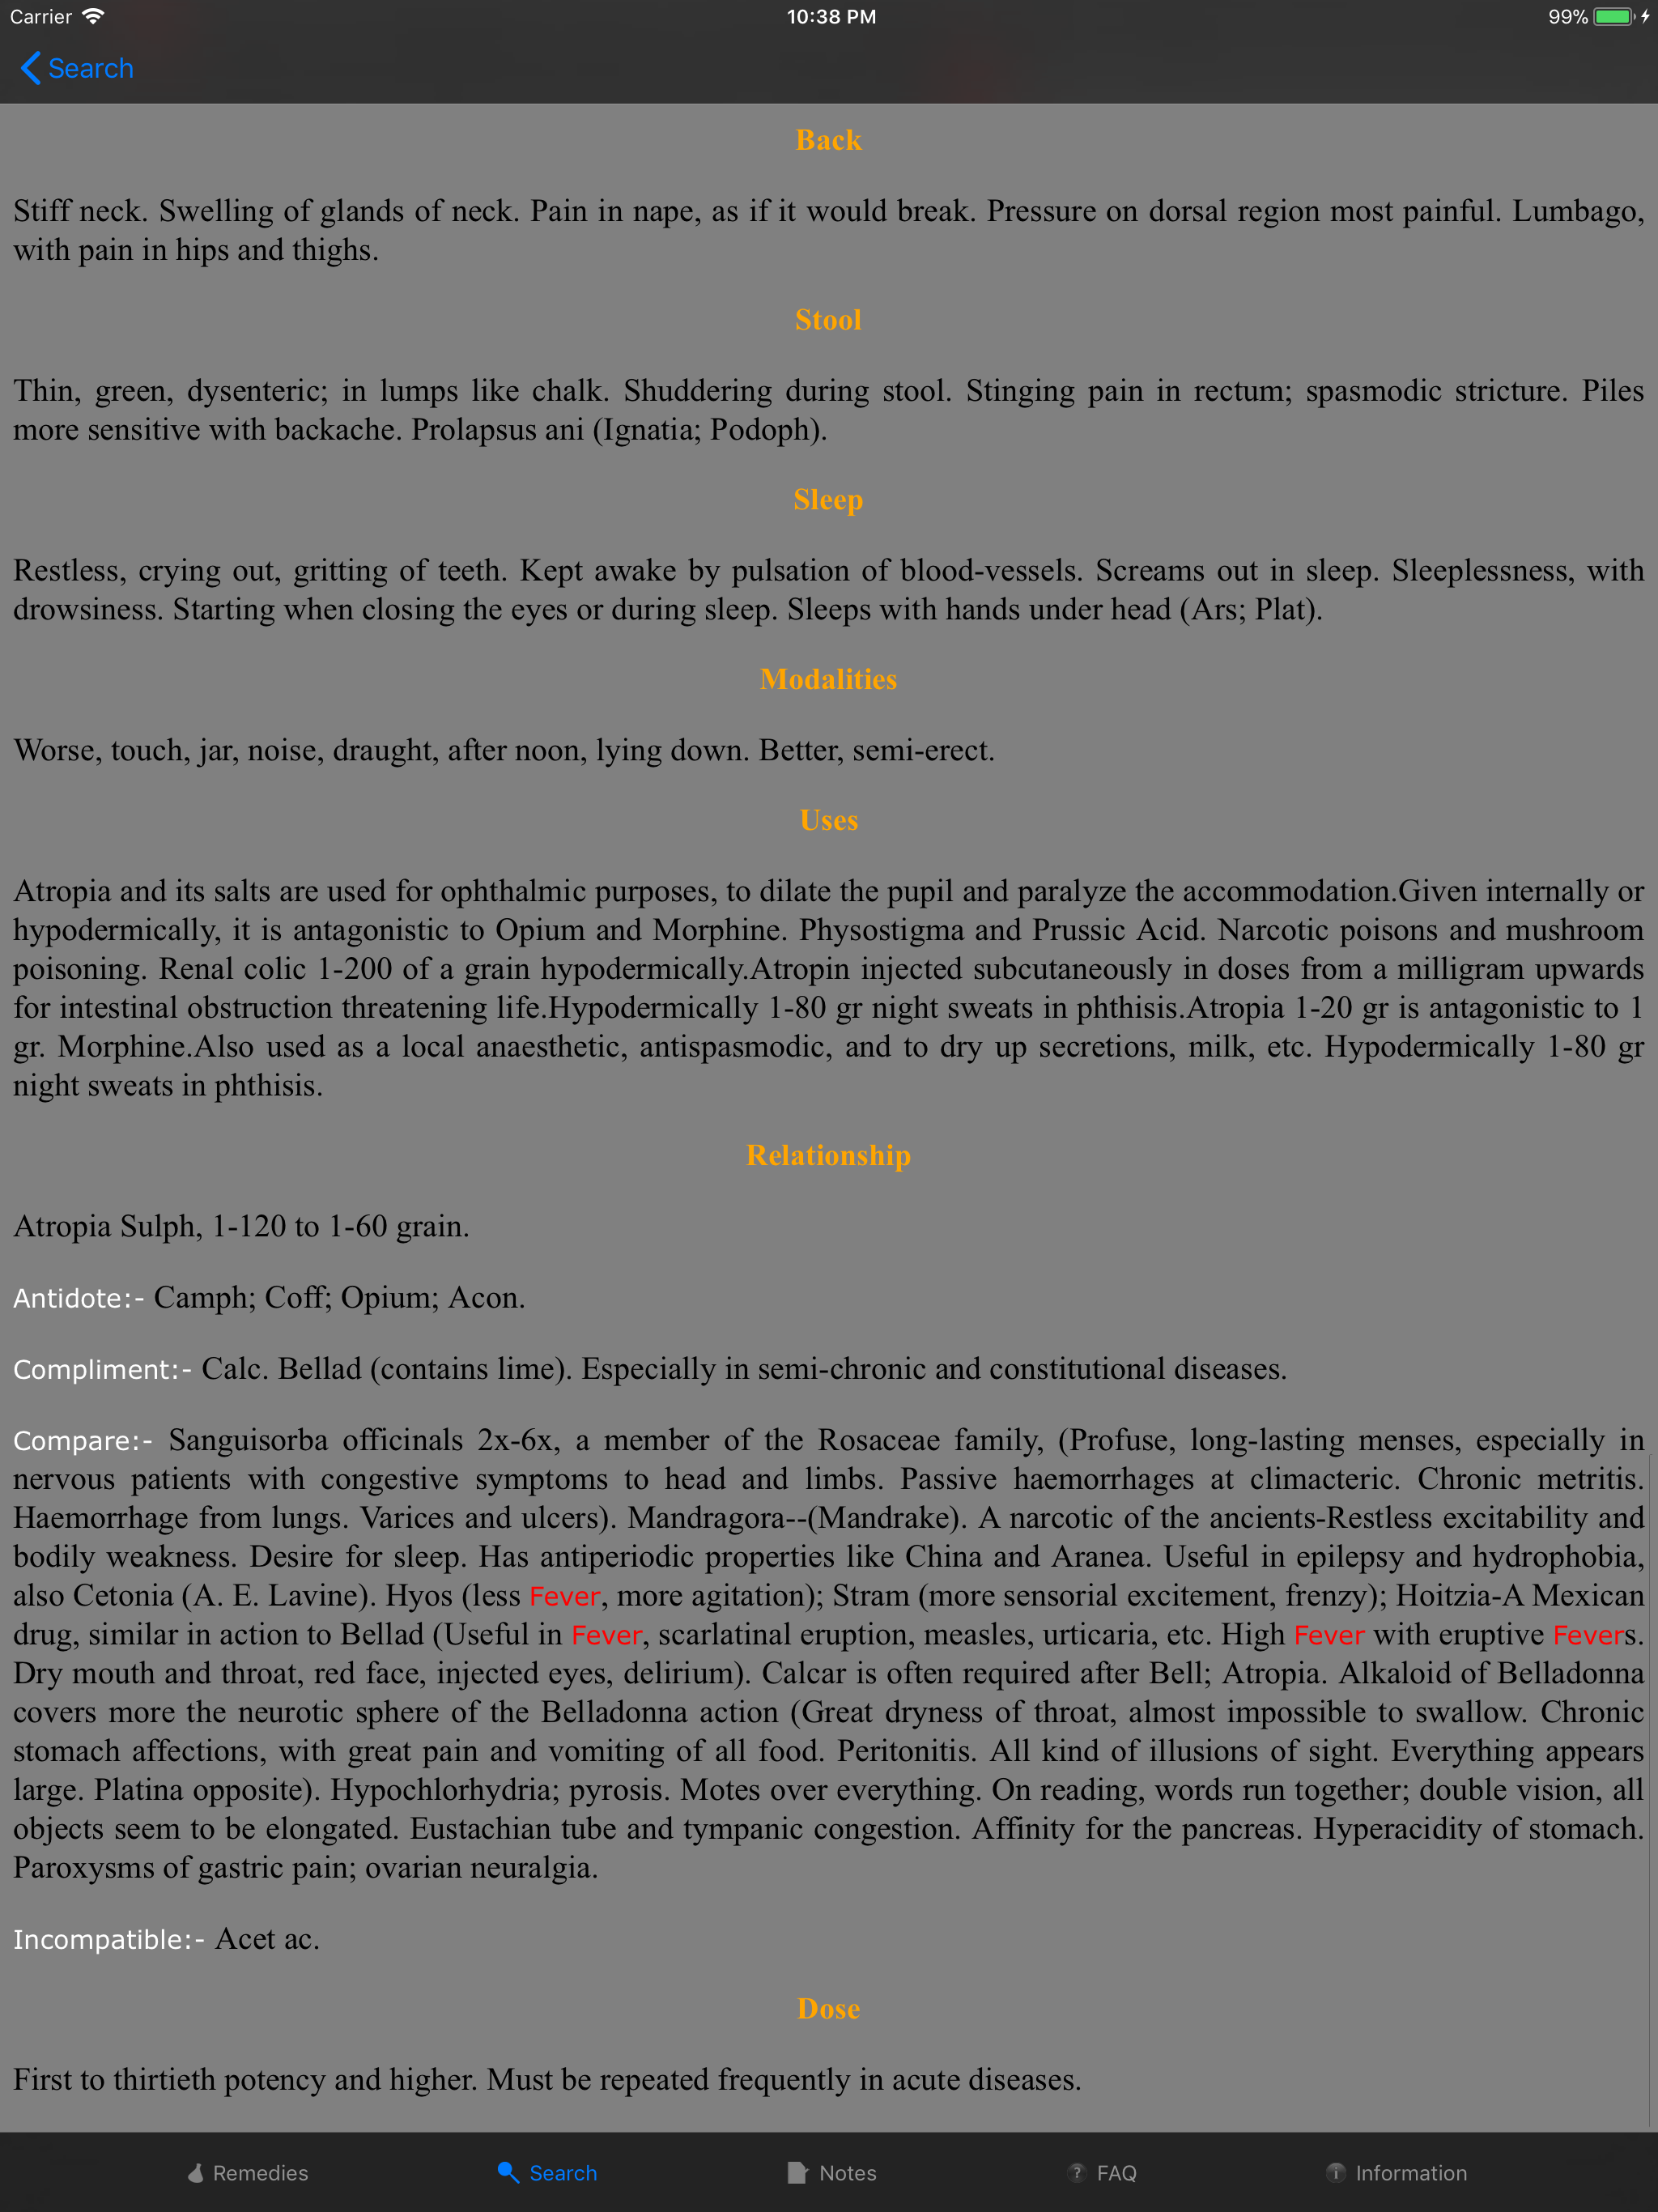 Carrier
10:38 PM
99%
Search
Back
Stiff neck. Swelling of glands of neck. Pain in nape, as if it would break. Pressure on dorsal region most painful. Lumbago,
with pain in hips and thighs.
Stool
Thin, green, dysenteric; in lumps like chalk. Shuddering during stool. Stinging pain in rectum; spasmodic stricture. Piles
more sensitive with backache. Prolapsus ani (Ignatia; Podoph).
Sleep
Restless, crying out, gritting of teeth. Kept awake by pulsation of blood-vessels. Screams out in sleep. Sleeplessness, with
drowsiness. Starting when closing the eyes or during sleep. Sleeps with hands under head (Ars; Plat).
Modalities
Worse, touch, jar, noise, draught, after noon, lying down. Better, semi-erect.
Uses
Atropia and its salts are used for ophthalmic purposes, to dilate the pupil and paralyze the accommodation.Given internally or
hypodermically, it is antagonistic to Opium and Morphine. Physostigma and Prussic Acid. Narcotic poisons and mushroom
poisoning. Renal colic 1-200 of a grain hypodermically.Atropin injected subcutaneously in doses from a milligram upwards
for intestinal obstruction threatening life.Hypodermically 1-80 gr night sweats in phthisis.Atropia 1-20 gr is antagonistic to 1
gr. Morphine.Also used as a local anaesthetic, antispasmodic, and to dry up secretions, milk, etc. Hypodermically 1-80 gr
night sweats in phthisis.
Relationship
Atropia Sulph, 1-120 to 1-60 grain.
Antidote:- Camph; Coff; Opium; Acon.
Compliment:- Calc. Bellad (contains lime). Especially in semi-chronic and constitutional diseases.
Compare:- Sanguisorba officinals 2x-6x, a member of the Rosaceae family, (Profuse, long-lasting menses, especially in
nervous patients with congestive symptoms to head and limbs. Passive haemorrhages at climacteric. Chronic metritis.
Haemorrhage from lungs. Varices and ulcers). Mandragora--(Mandrake). A narcotic of the ancients-Restless excitability and
bodily weakness. Desire for sleep. Has antiperiodic properties like China and Aranea. Useful in epilepsy and hydrophobia,
also Cetonia (A. E. Lavine). Hyos (less Fever, more agitation); Stram (more sensorial excitement, frenzy); Hoitzia-A Mexican
drug, similar in action to Bellad (Useful in Fever, scarlatinal eruption, measles, urticaria, etc. High Fever with eruptive Fevers.
Dry mouth and throat, red face, injected eyes, delirium). Calcar is often required after Bell; Atropia. Alkaloid of Belladonna
covers more the neurotic sphere of the Belladonna action (Great dryness of throat, almost impossible to swallow. Chronic
stomach affections, with great pain and vomiting of all food. Peritonitis. All kind of illusions of sight. Everything appears
large. Platina opposite). Hypochlorhydria; pyrosis. Motes over everything. On reading, words run together; double vision, all
objects seem to be elongated. Eustachian tube and tympanic congestion. Affinity for the pancreas. Hyperacidity of stomach.
Paroxysms of gastric pain; ovarian neuralgia.
Incompatible:- Acet ac.
Dose
First to thirtieth potency and higher. Must be repeated frequently in acute diseases.
Remedies
Search
Notes
FAQ
Information